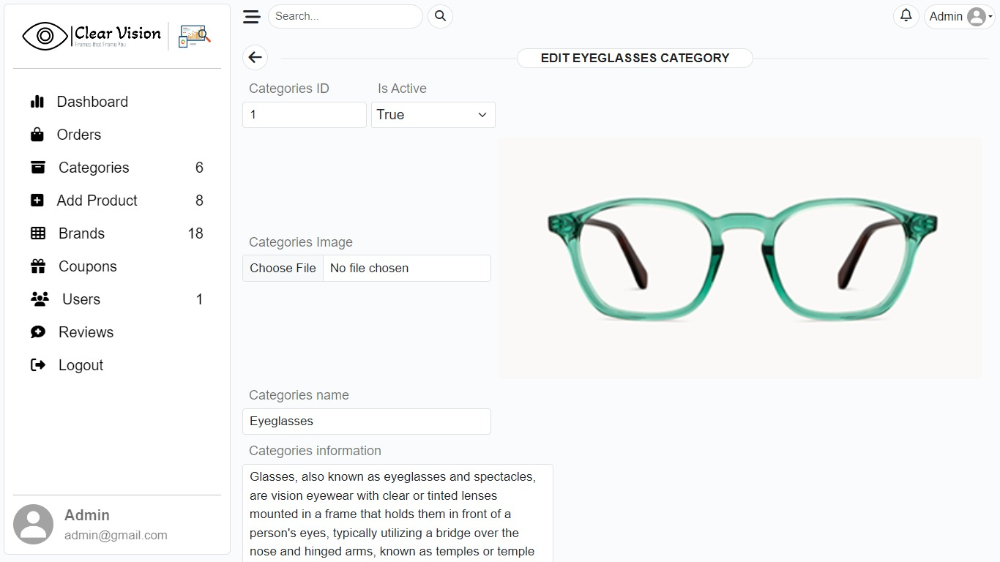 Clear Vision
Frames that Frame You
Search...
Admin
EDIT EYEGLASSES CATEGORY
Dashboard
Orders
Categories 6
Add Product 8
Brands 18
Coupons
Users 1
Reviews
Logout
Admin
admin@gmail.com
Categories ID
Is Active
1
True
Categories Image
Choose File
No file chosen
Categories name
Eyeglasses
Categories information
Glasses, also known as eyeglasses and spectacles,
are vision eyewear with clear or tinted lenses
mounted in a frame that holds them in front of a
person's eyes, typically utilizing a bridge over the
nose and hinged arms, known as temples or temple